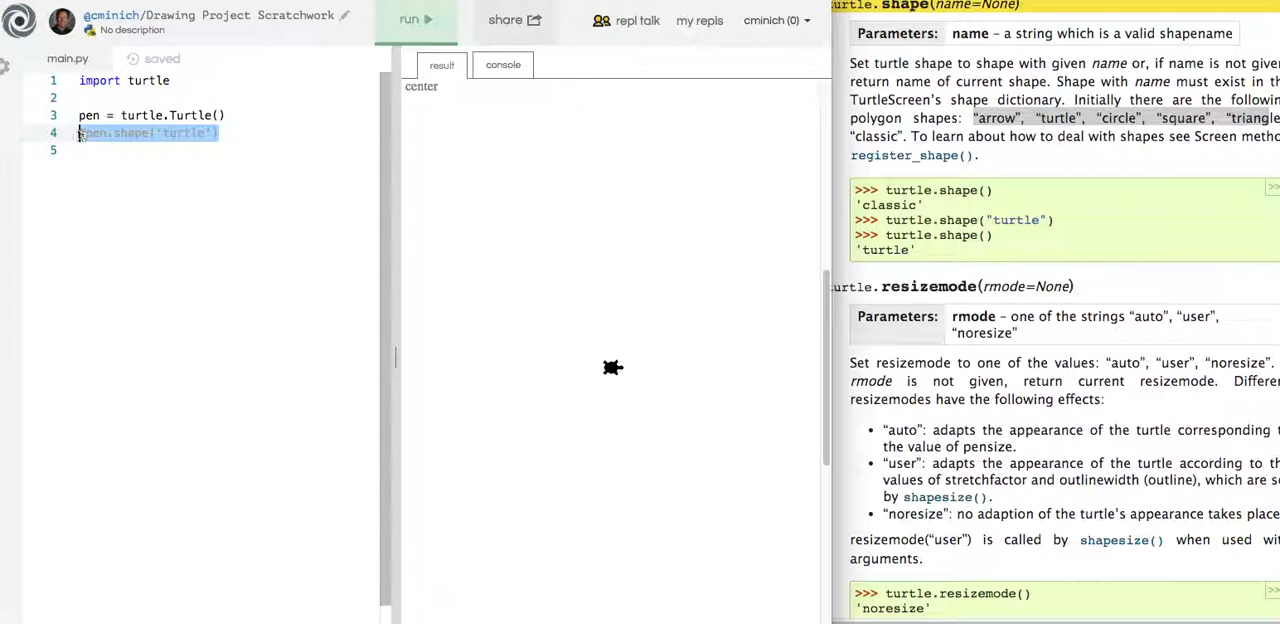 @cminich/Drawing Project Scratchwork
No description
run
share
repl talk
my repls
cminich (0)
main.py
saved
1 import turtle
2
3 pen = turtle.Turtle()
4 #pen.shape('turtle')
5
result
console
center
turtle.shape(name=None)
Parameters: name – a string which is a valid shapename
Set turtle shape to shape with given name or, if name is not give
return name of current shape. Shape with name must exist in
TurtleScreen's shape dictionary. Initially there are the followin
polygon shapes: “arrow”, “turtle”, “circle”, “square”, “triangle
“classic”. To learn about how to deal with shapes see Screen metho
register_shape().
>>> turtle.shape()
'classic'
>>> turtle.shape("turtle")
>>> turtle.shape()
'turtle'
>>
urtle.resizemode(rmode=None)
Parameters: rmode – one of the strings “auto”, “user”,
“noresize”
Set resizemode to one of the values: “auto”, “user”, “noresize”.
rmode is not given, return current resizemode. Differe
resizemodes have the following effects:
• “auto”: adapts the appearance of the turtle corresponding t
the value of pensize.
• “user”: adapts the appearance of the turtle according to th
values of stretchfactor and outlinewidth (outline), which are se
by shapesize().
• “noresize”: no adaption of the turtle’s appearance takes place
resizemode(“user”) is called by shapesize() when used wit
arguments.
>>> turtle.resizemode()
'noresize'
>>